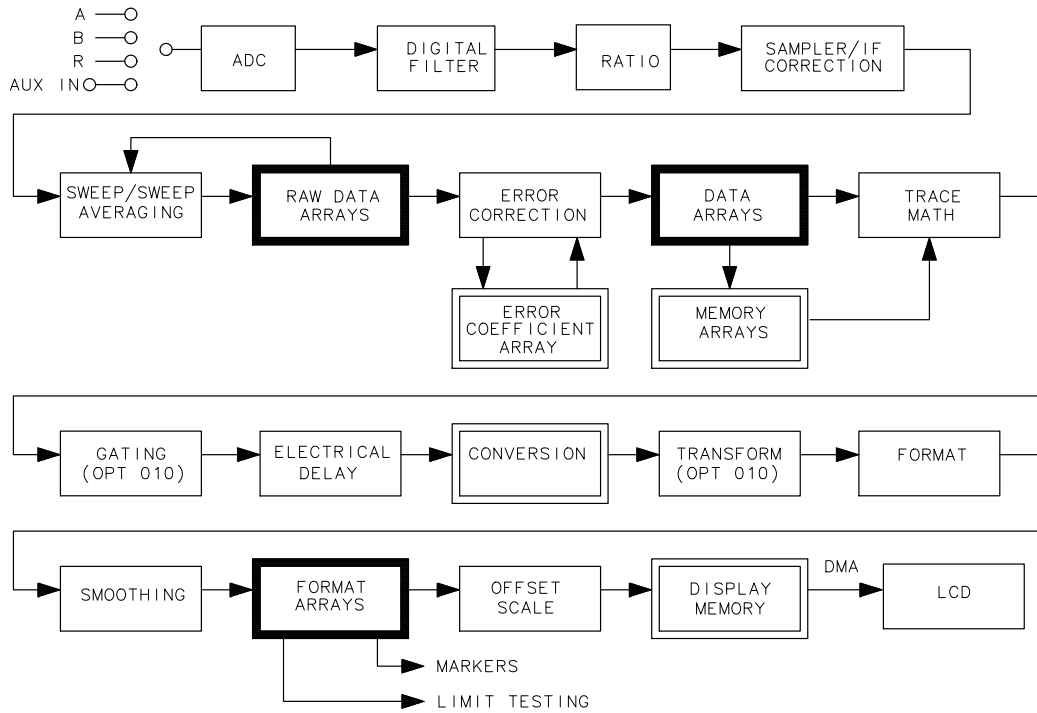 A
B
R
AUX IN
ADC
DIGITAL
FILTER
RATIO
SAMPLER/IF
CORRECTION
SWEEP/SWEEP
AVERAGING
RAW DATA
ARRAYS
ERROR
CORRECTION
DATA
ARRAYS
TRACE
MATH
ERROR
COEFFICIENT
ARRAY
MEMORY
ARRAYS
GATING
(OPT 010)
ELECTRICAL
DELAY
CONVERSION
TRANSFORM
(OPT 010)
FORMAT
SMOOTHING
FORMAT
ARRAYS
OFFSET
SCALE
DISPLAY
MEMORY
DMA
LCD
MARKERS
LIMIT TESTING